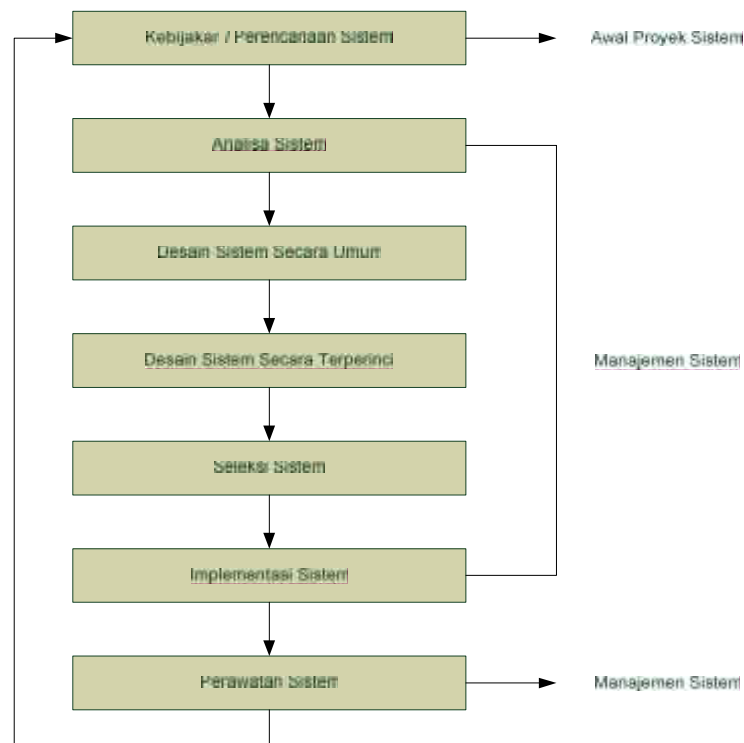 Kebijakan / Perencanaan Sistem
Awal Proyek Sistem
Analisa Sistem
Desain Sistem Secara Umum
Desain Sistem Secara Terperinci
Manajemen Sistem
Seleksi Sistem
Implementasi Sistem
Perawatan Sistem
Manajemen Sistem